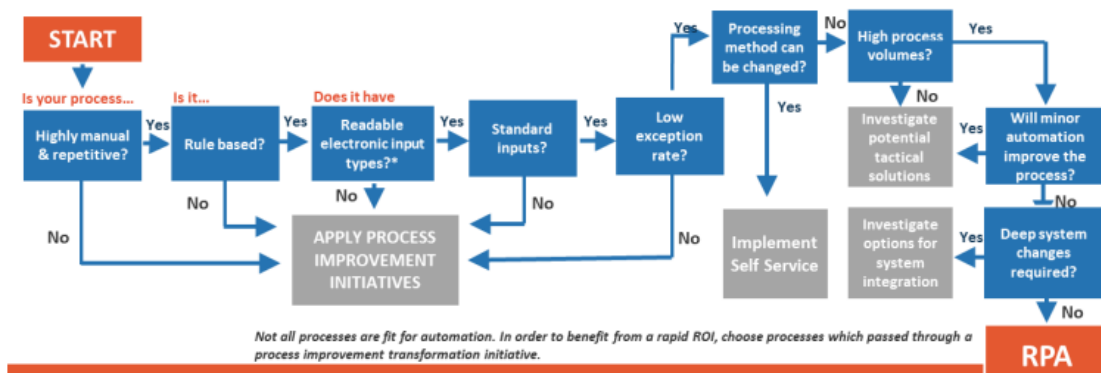 START
Is your process...
Highly manual
& repetitive?
Yes
No
Is it...
Rule based?
Yes
No
Does it have
Readable
electronic input
types?*
Yes
No
Standard
inputs?
Yes
No
Low
exception
rate?
Yes
No
APPLY PROCESS
IMPROVEMENT
INITIATIVES
Processing
method can
be changed?
No
Yes
Implement
Self Service
High process
volumes?
Yes
No
Investigate
potential
tactical
solutions
Will minor
automation
improve the
process?
Yes
No
Deep system
changes
required?
Yes
Investigate
options for
system
integration
No
RPA
Not all processes are fit for automation. In order to benefit from a rapid ROI, choose processes which passed through a
process improvement transformation initiative.